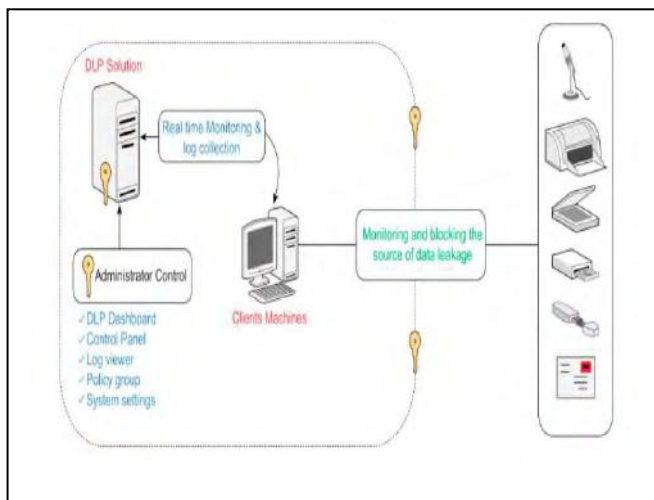 DLP Solution
Real time Monitoring &
log collection
Administrator Control
✓DLP Dashboard
✓Control Panel
✓Log viewer
✓Policy group
✓System settings
Clients Machines
Monitoring and blocking the
source of data leakage